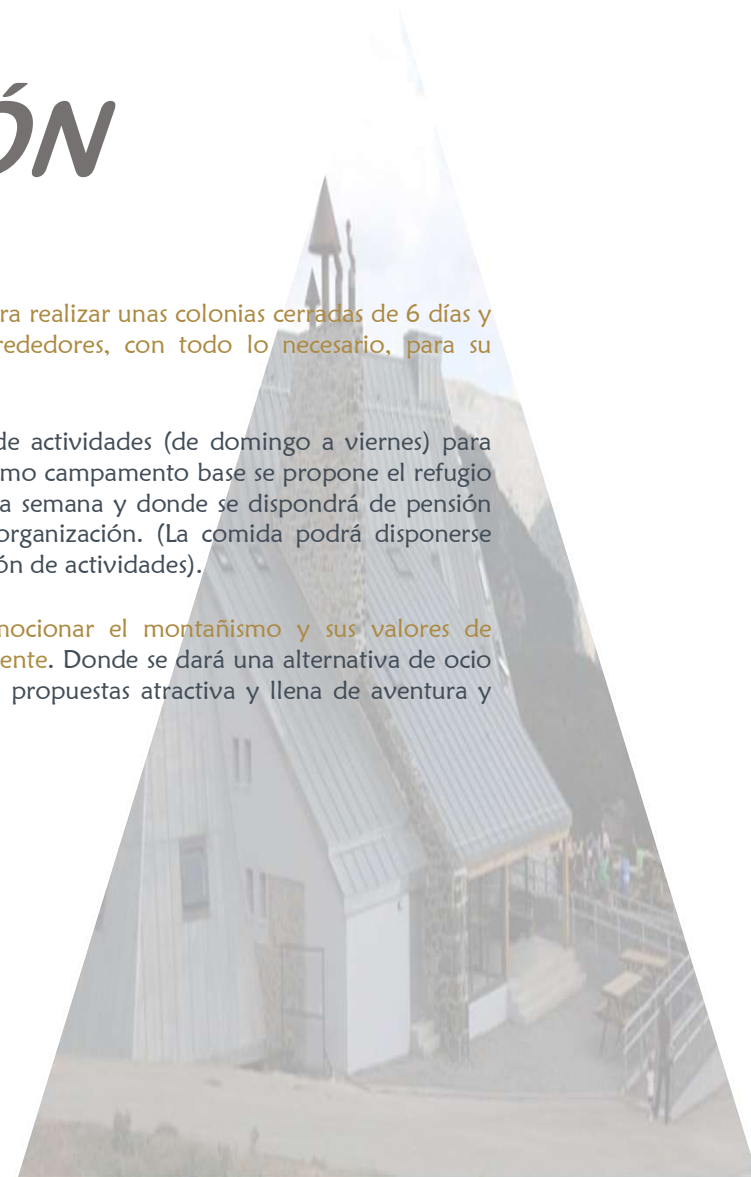 ÓN
ra realizar unas colonias cerradas de 6 días y
rededores, con todo lo necesario, para su
de actividades (de domingo a viernes) para
mo campamento base se propone el refugio
a semana y donde se dispondrá de pensión
organización. (La comida podrá disponerse
ón de actividades).
mocionar el montañismo y sus valores de
ente. Donde se dará una alternativa de ocio
propuestas atractiva y llena de aventura y